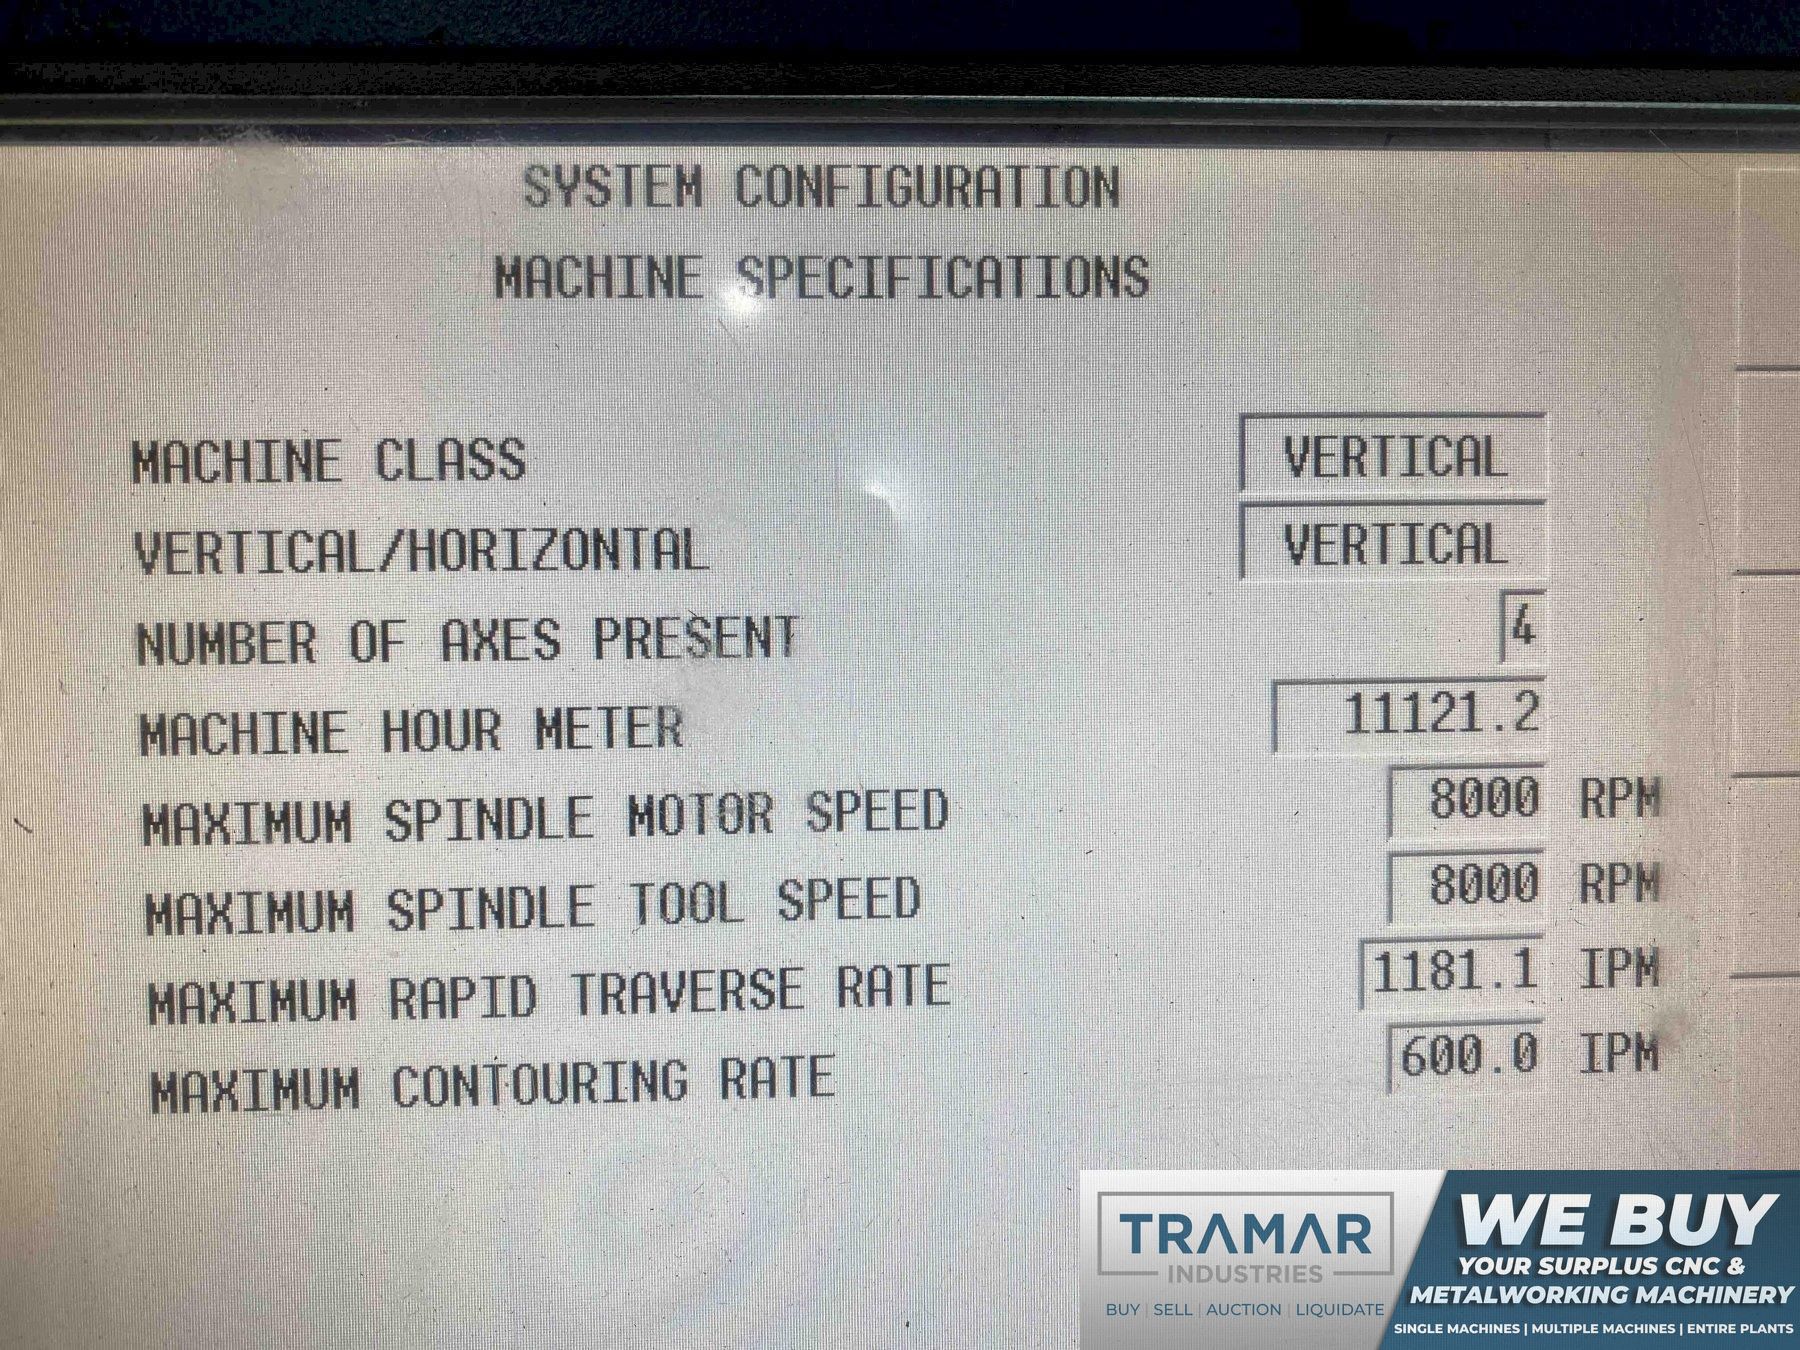 SYSTEM CONFIGURATION
MACHINE SPECIFICATIONS
MACHINE CLASS VERTICAL
VERTICAL/HORIZONTAL VERTICAL
NUMBER OF AXES PRESENT 4
MACHINE HOUR METER 11121.2
MAXIMUM SPINDLE MOTOR SPEED 8000 RPM
MAXIMUM SPINDLE TOOL SPEED 8000 RPM
MAXIMUM RAPID TRAVERSE RATE 1181.1 IPM
MAXIMUM CONTOURING RATE 600.0 IPM
TRAMAR
INDUSTRIES
BUY | SELL | AUCTION | LIQUIDATE
WE BUY
YOUR SURPLUS CNC &
METALWORKING MACHINERY
SINGLE MACHINES | MULTIPLE MACHINES | ENTIRE PLANTS